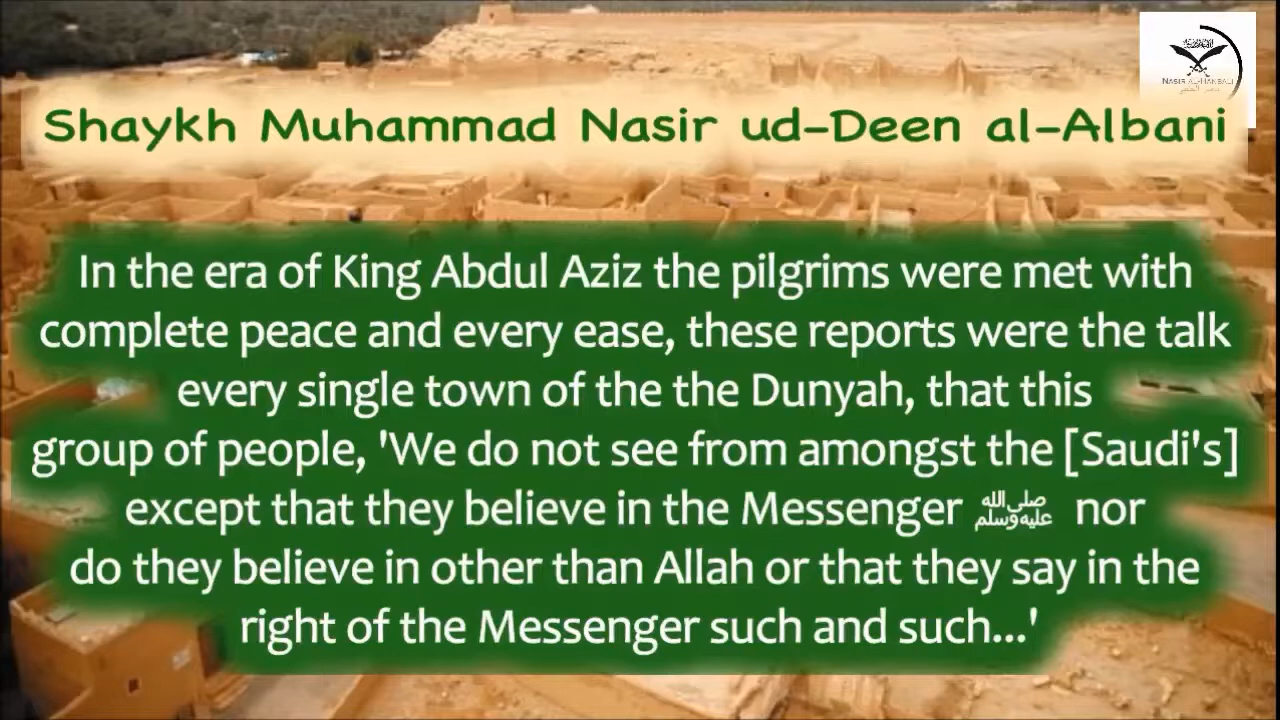 NASIR AL-HANBALI
Shaykh Muhammad Nasir ud-Deen al-Albani
In the era of King Abdul Aziz the pilgrims were met with
complete peace and every ease, these reports were the talk
every single town of the the Dunyah, that this
group of people, 'We do not see from amongst the [Saudi's]
except that they believe in the Messenger ﷺ nor
do they believe in other than Allah or that they say in the
right of the Messenger such and such...'